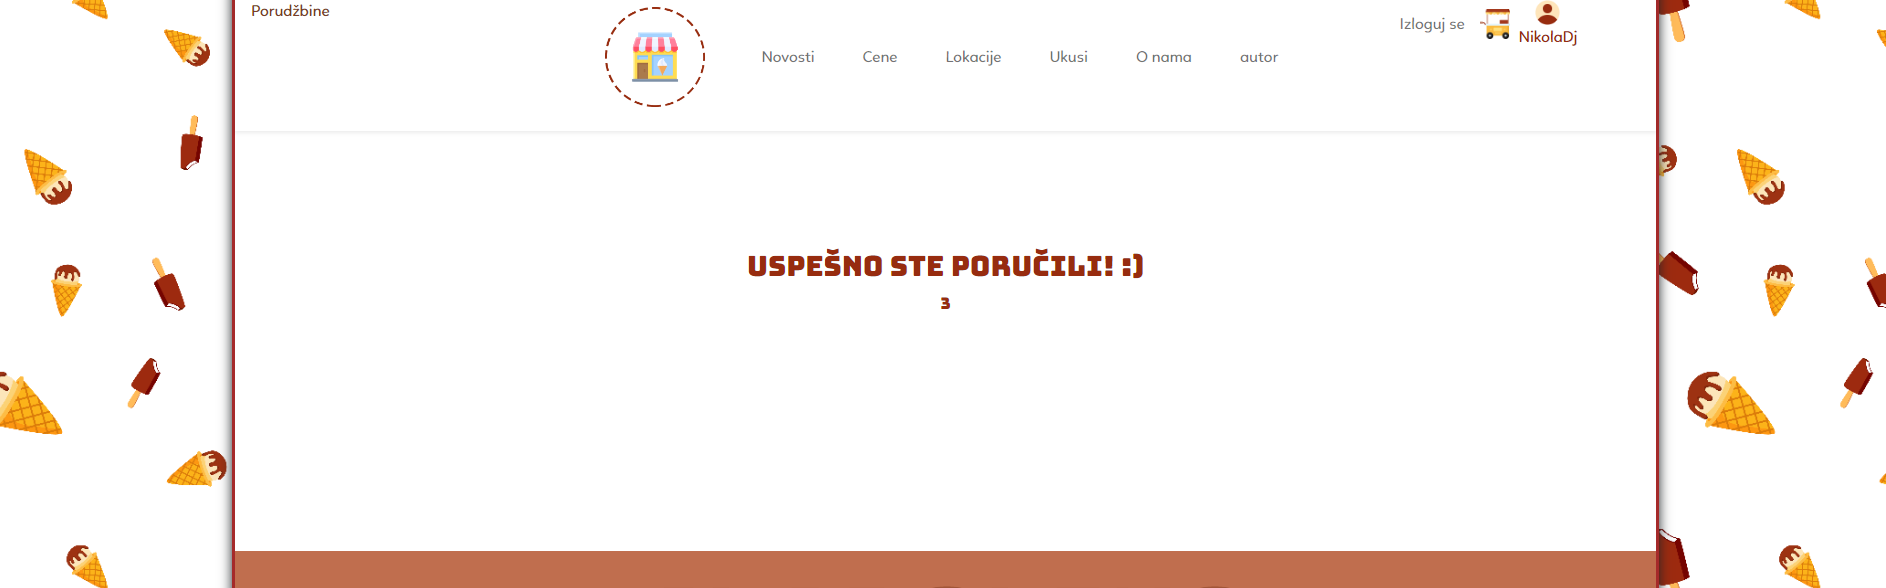 Porudžbine
Izloguj se
NikolaDj
Novosti Cene Lokacije Ukusi O nama autor
USPEŠNO STE PORUČILI! :)
3